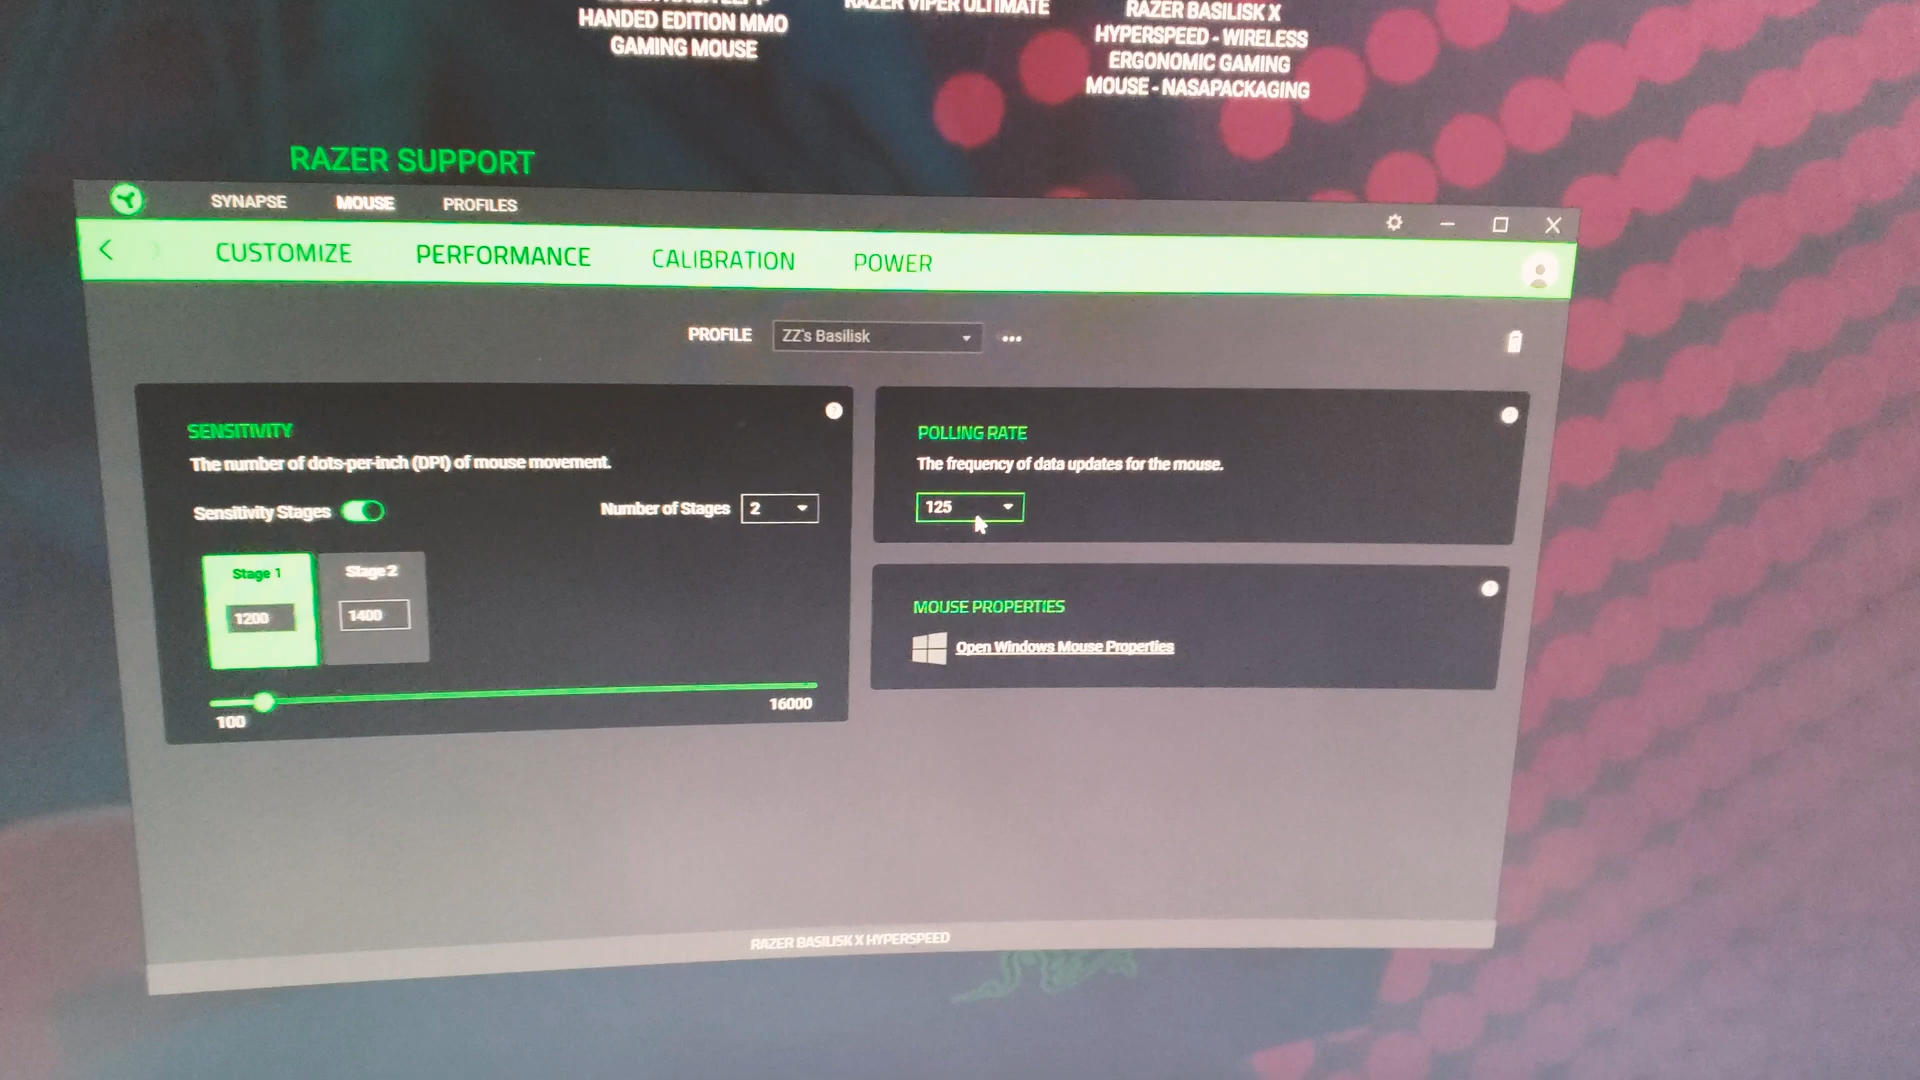 HANDED EDITION MMO
GAMING MOUSE
RAZER VIPER ULTIMATE
RAZER BASILISK X
HYPERSPEED - WIRELESS
ERGONOMIC GAMING
MOUSE - NASAPACKAGING
RAZER SUPPORT
SYNAPSE MOUSE PROFILES
CUSTOMIZE PERFORMANCE CALIBRATION POWER
PROFILE ZZ's Basilisk
SENSITIVITY
The number of dots-per-inch (DPI) of mouse movement.
Sensitivity Stages Number of Stages 2
Stage 1 Stage 2
1200 1400
100 16000
POLLING RATE
The frequency of data updates for the mouse.
125
MOUSE PROPERTIES
Open Windows Mouse Properties
RAZER BASILISK X HYPERSPEED